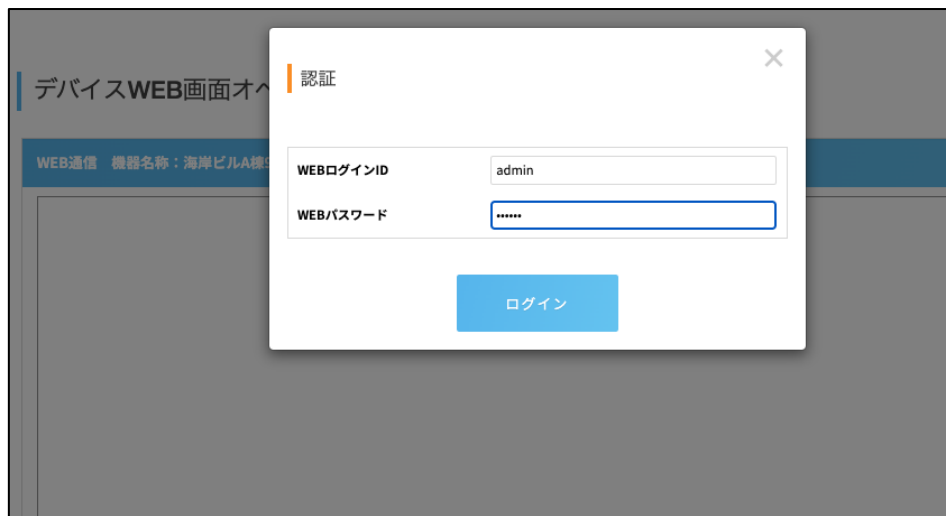 認証
デバイスWEB画面オペ
WEB通信 機器名称：海岸ビルA棟
WEBログインID
admin
WEBパスワード
••••••
ログイン